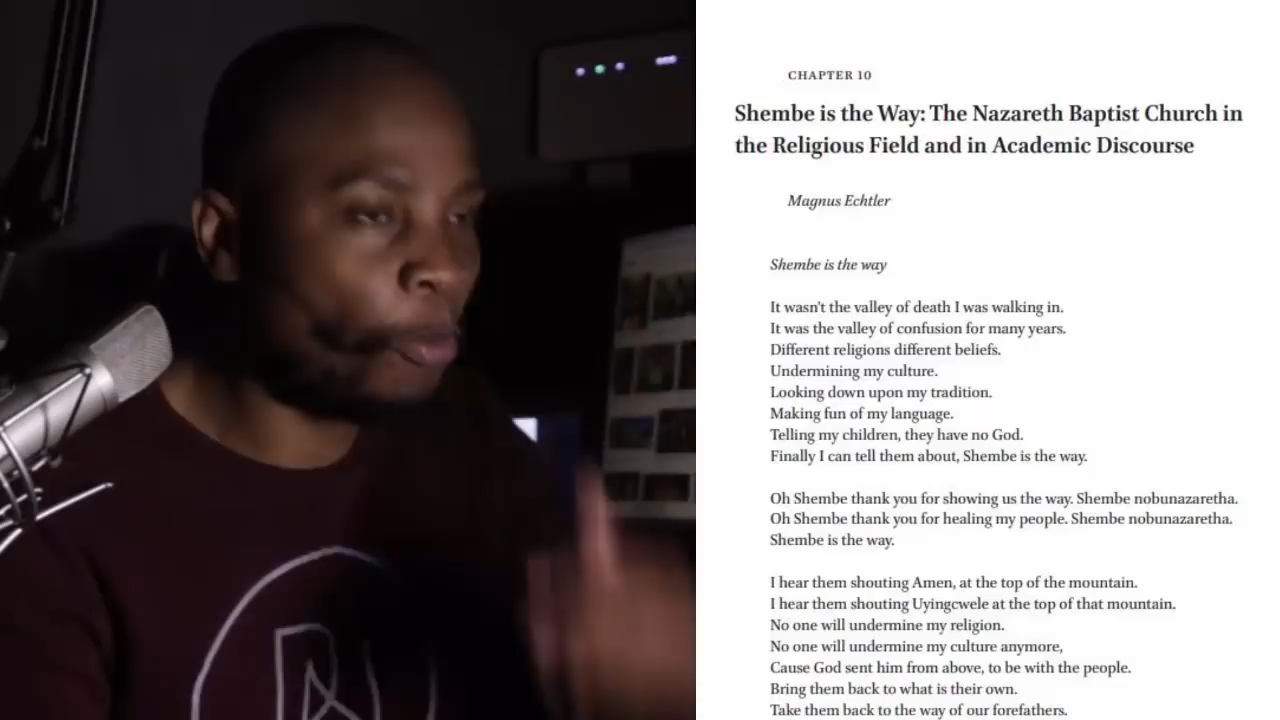 CHAPTER 10
Shembe is the Way: The Nazareth Baptist Church in
the Religious Field and in Academic Discourse
Magnus Echtler
Shembe is the way
It wasn't the valley of death I was walking in.
It was the valley of confusion for many years.
Different religions different beliefs.
Undermining my culture.
Looking down upon my tradition.
Making fun of my language.
Telling my children, they have no God.
Finally I can tell them about, Shembe is the way.
Oh Shembe thank you for showing us the way. Shembe nobunazaretha.
Oh Shembe thank you for healing my people. Shembe nobunazaretha.
Shembe is the way.
I hear them shouting Amen, at the top of the mountain.
I hear them shouting Uyingcwele at the top of that mountain.
No one will undermine my religion.
No one will undermine my culture anymore,
Cause God sent him from above, to be with the people.
Bring them back to what is their own.
Take them back to the way of our forefathers.